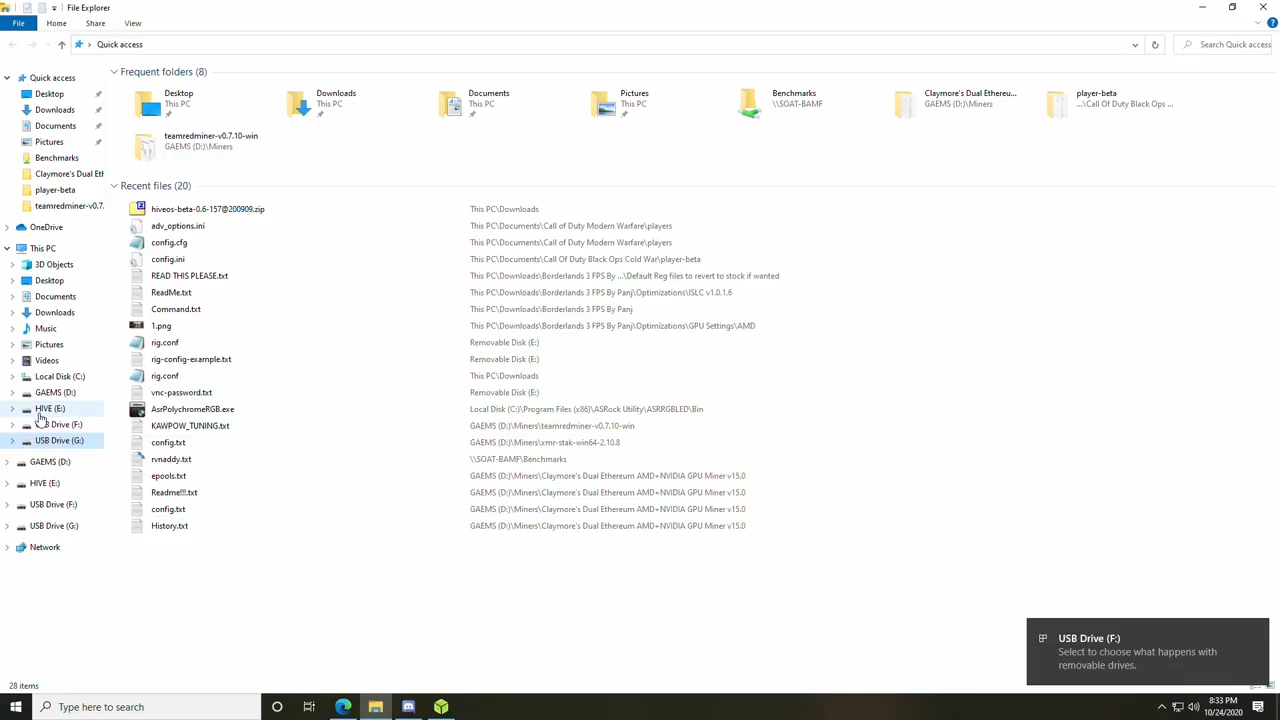 File Explorer
File Home Share View
Quick access
Search Quick access
Quick access
Desktop
Downloads
Documents
Pictures
Benchmarks
Claymore's Dual Eth
player-beta
teamredminer-v0.7.
OneDrive
This PC
3D Objects
Desktop
Documents
Downloads
Music
Pictures
Videos
Local Disk (C:)
GAEMS (D:)
HIVE (E:)
B Drive (F:)
USB Drive (G:)
GAEMS (D:)
HIVE (E:)
USB Drive (F:)
USB Drive (G:)
Network
Frequent folders (8)
Desktop
This PC
Downloads
This PC
Documents
This PC
Pictures
This PC
Benchmarks
\\SOAT-BAMF
Claymore's Dual Ethereu...
GAEMS (D:)\Miners
player-beta
...\Call Of Duty Black Ops ...
teamredminer-v0.7.10-win
GAEMS (D:)\Miners
Recent files (20)
hiveos-beta-0.6-157@200909.zip This PC\Downloads
adv_options.ini This PC\Documents\Call of Duty Modern Warfare\players
config.cfg This PC\Documents\Call of Duty Modern Warfare\players
config.ini This PC\Documents\Call Of Duty Black Ops Cold War\player-beta
READ THIS PLEASE.txt This PC\Downloads\Borderlands 3 FPS By ...\Default Reg files to revert to stock if wanted
ReadMe.txt This PC\Downloads\Borderlands 3 FPS By Panj\Optimizations\ISLC v1.0.1.6
Command.txt This PC\Downloads\Borderlands 3 FPS By Panj
1.png This PC\Downloads\Borderlands 3 FPS By Panj\Optimizations\GPU Settings\AMD
rig.conf Removable Disk (E:)
rig-config-example.txt Removable Disk (E:)
rig.conf This PC\Downloads
vnc-password.txt Removable Disk (E:)
AsrPolychromeRGB.exe Local Disk (C:)\Program Files (x86)\ASRock Utility\ASRRGBLED\Bin
KAWPOW_TUNING.txt GAEMS (D:)\Miners\teamredminer-v0.7.10-win
config.txt GAEMS (D:)\Miners\xmr-stak-win64-2.10.8
rvnaddy.txt \\SOAT-BAMF\Benchmarks
epools.txt GAEMS (D:)\Miners\Claymore's Dual Ethereum AMD+NVIDIA GPU Miner v15.0
Readme!!!.txt GAEMS (D:)\Miners\Claymore's Dual Ethereum AMD+NVIDIA GPU Miner v15.0
config.txt GAEMS (D:)\Miners\Claymore's Dual Ethereum AMD+NVIDIA GPU Miner v15.0
History.txt GAEMS (D:)\Miners\Claymore's Dual Ethereum AMD+NVIDIA GPU Miner v15.0
USB Drive (F:)
Select to choose what happens with
removable drives.
28 items
Type here to search
8:33 PM
10/24/2020